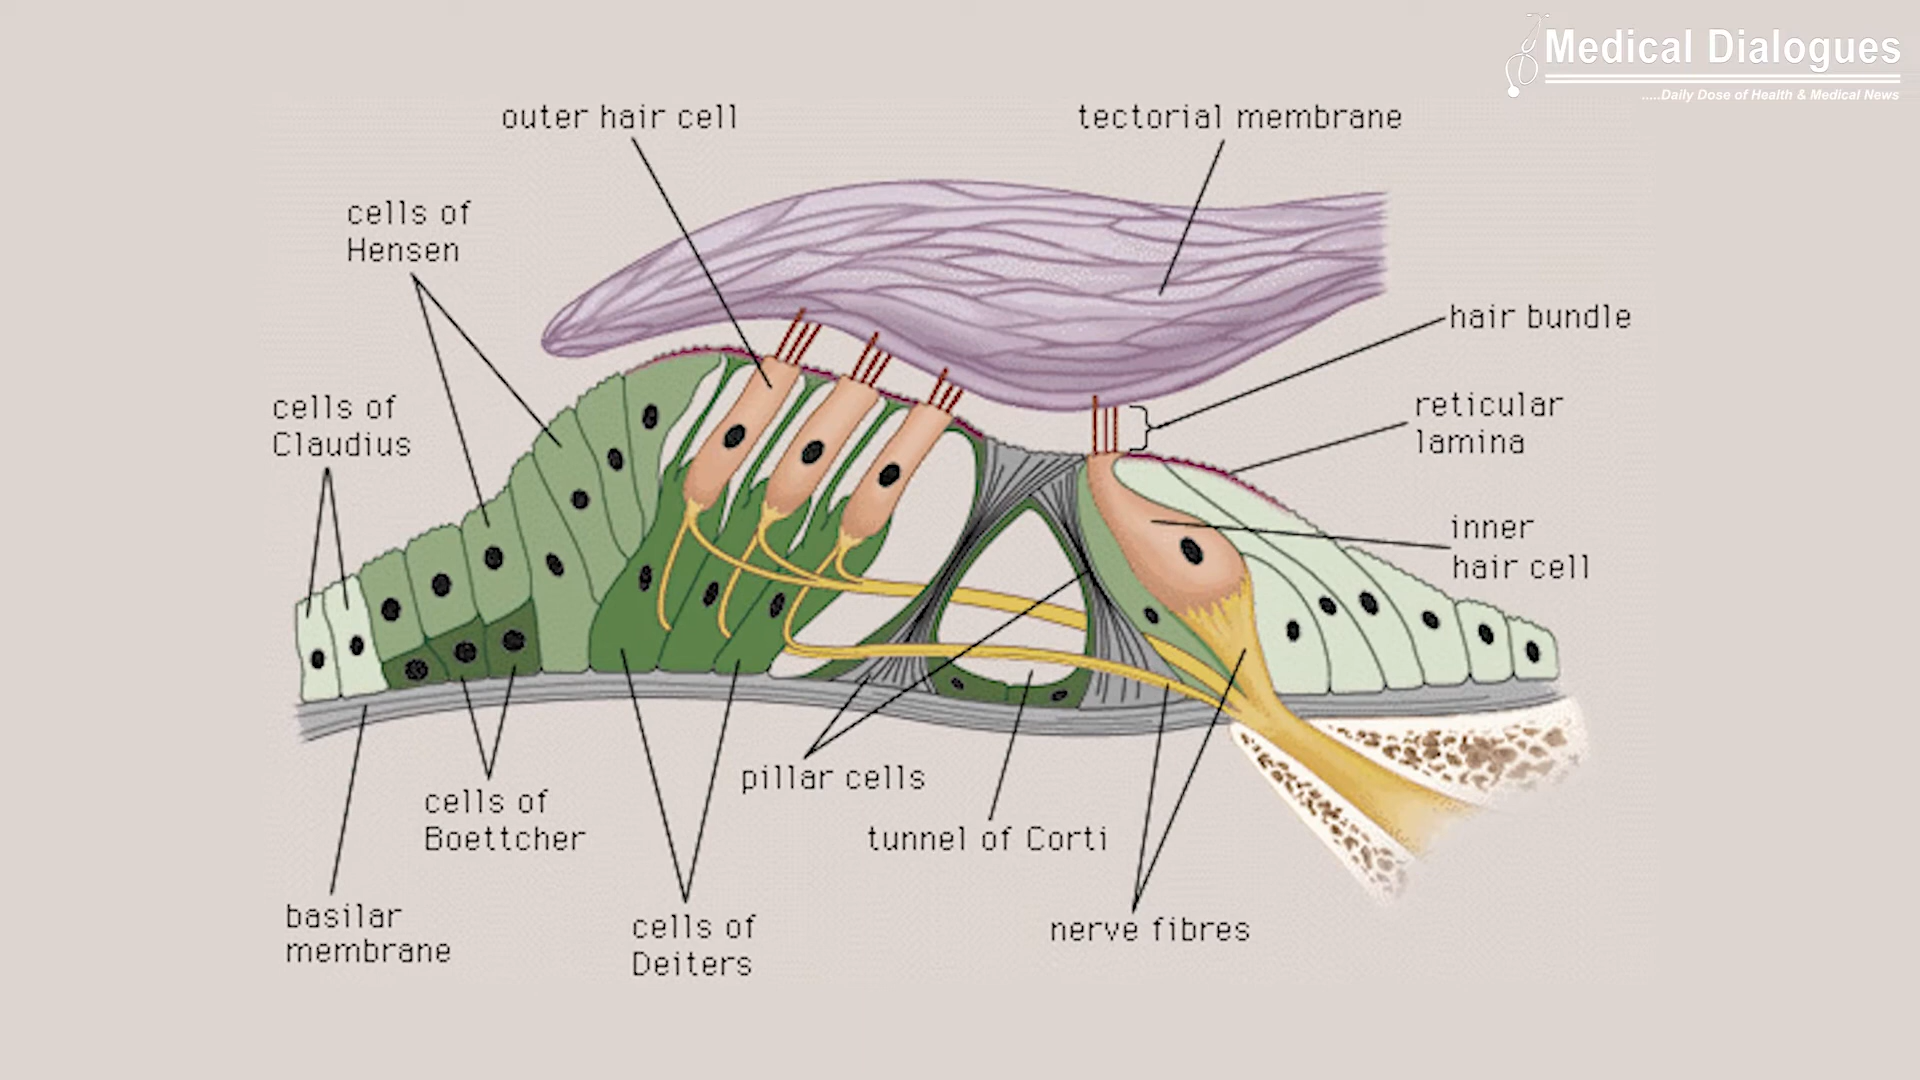 Medical Dialogues
.....Daily Dose of Health & Medical News
outer hair cell
tectorial membrane
cells of
Hensen
hair bundle
cells of
Claudius
reticular
lamina
inner
hair cell
pillar cells
cells of
Boettcher
tunnel of Corti
basilar
membrane
cells of
Deiters
nerve fibres